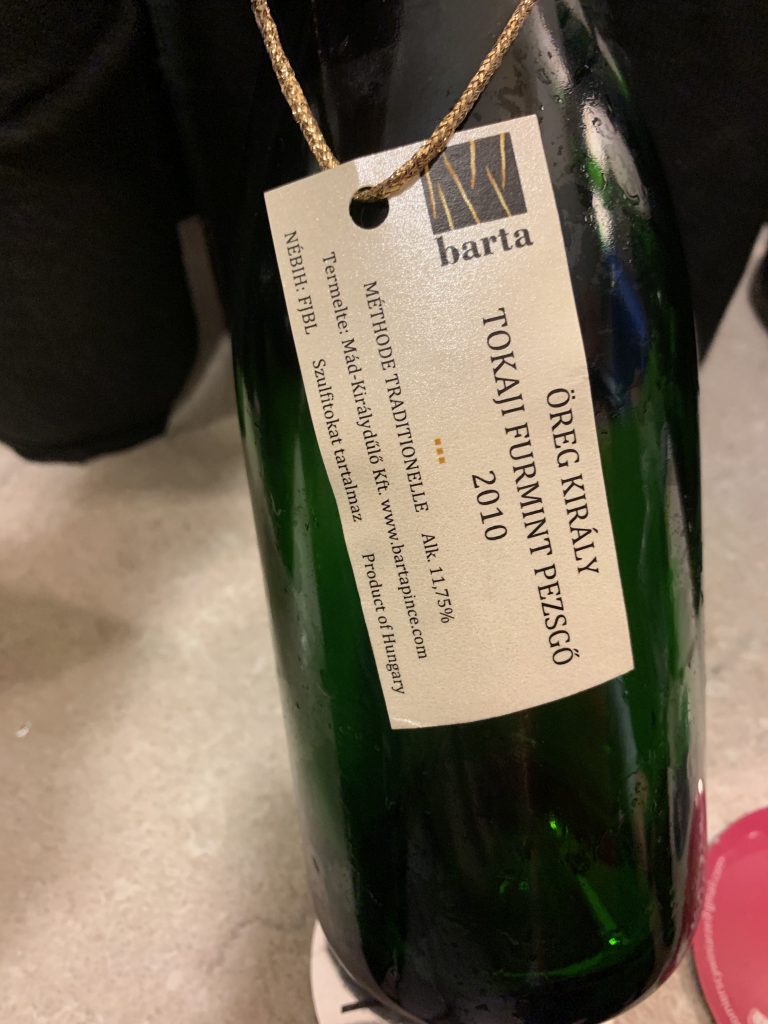 barta
ÖREG KIRÁLY
TOKAJI FURMINT PEZSGŐ
2010
MÉTHODE TRADITIONELLE Alk. 11,75%
Termelte: Mád-Királydűlő Kft. www.bartapince.com
NÉBIH: FJBL Szulfitokat tartalmaz Product of Hungary